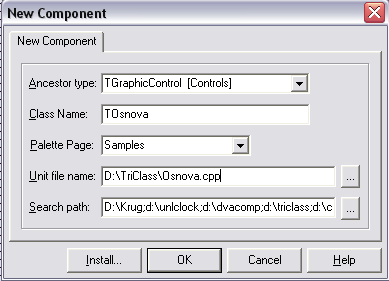 New Component
New Component
Ancestor type: TGraphicControl [Controls]
Class Name: TOsnova
Palette Page: Samples
Unit file name: D:\TriClass\Osnova.cpp ...
Search path: D:\Krug;d:\unlclock;d:\dvacomp;d:\triclass;d:\c ...
Install... OK Cancel Help